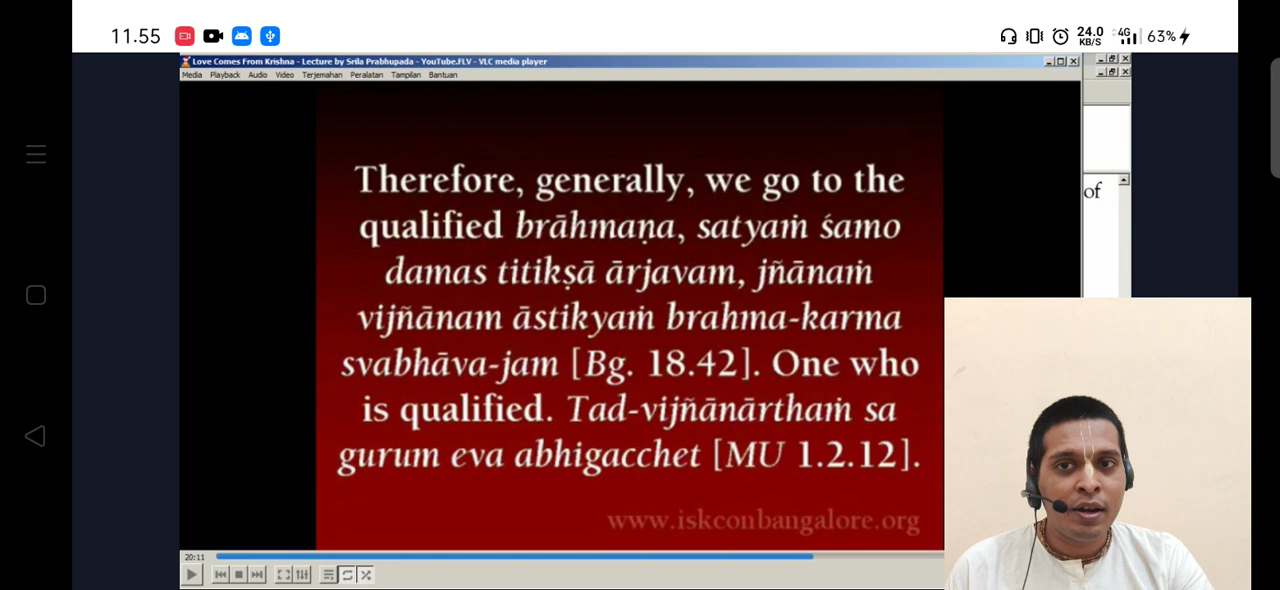 11.55
24.0
KB/S
4G
63%
Love Comes From Krishna - Lecture by Srila Prabhupada - YouTube.FLV - VLC media player
Media Playback Audio Video Terjemahan Peralatan Tampilan Bantuan
Therefore, generally, we go to the
qualified brāhmaṇa, satyaṁ śamo
damas titikṣā ārjavam, jñānaṁ
vijñānam āstikyaṁ brahma-karma
svabhāva-jam [Bg. 18.42]. One who
is qualified. Tad-vijñānārthaṁ sa
gurum eva abhigacchet [MU 1.2.12].
www.iskconbangalore.org
of
20:11